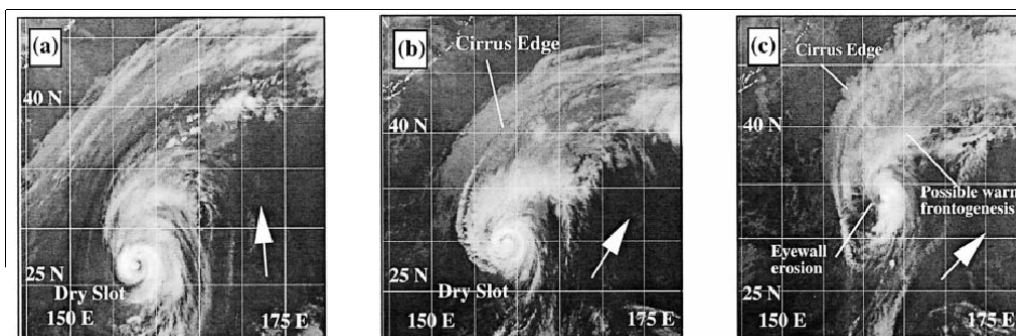 (a)
40 N
25 N
Dry Slot
150 E
175 E
(b)
Cirrus Edge
40 N
25 N
Dry Slot
150 E
175 E
(c)
Cirrus Edge
40 N
Possible warm
frontogenesis
Eyewall
erosion
25 N
150 E
175 E